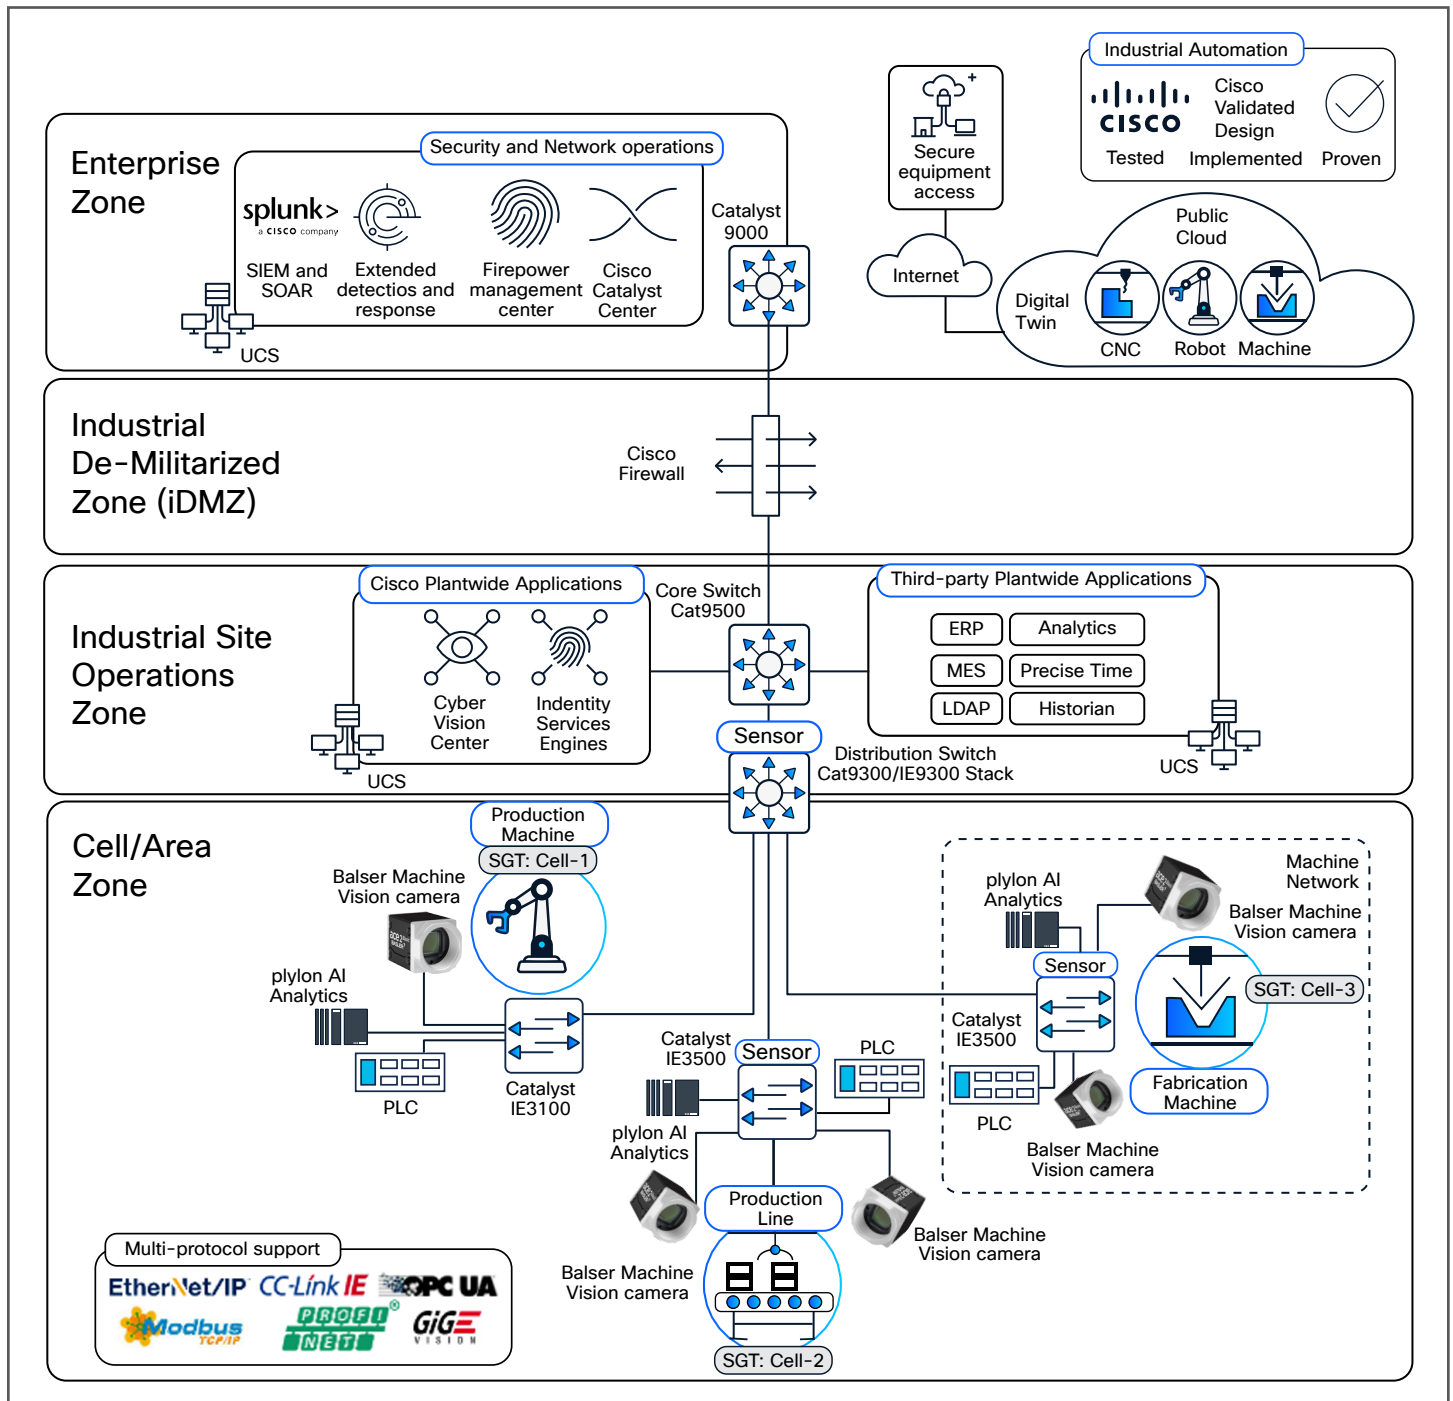 Industrial Automation
CISCO
Cisco
Validated
Design
Tested
Implemented
Proven
Secure
equipment
access
Internet
Public
Cloud
Digital
Twin
CNC
Robot
Machine
Enterprise
Zone
Security and Network operations
splunk>
a CISCO company
SIEM and
SOAR
Extended
detectios and
response
Firepower
management
center
Cisco
Catalyst
Center
UCS
Catalyst
9000
Industrial
De-Militarized
Zone (iDMZ)
Cisco
Firewall
Industrial Site
Operations
Zone
Cisco Plantwide Applications
Cyber
Vision
Center
Indentity
Services
Engines
UCS
Core Switch
Cat9500
Third-party Plantwide Applications
ERP
Analytics
MES
Precise Time
LDAP
Historian
UCS
Sensor
Distribution Switch
Cat9300/IE9300 Stack
Cell/Area
Zone
Production
Machine
SGT: Cell-1
Balser Machine
Vision camera
plylon AI
Analytics
PLC
Catalyst
IE3100
Catalyst
IE3500
Sensor
PLC
plylon AI
Analytics
Production
Line
Balser Machine
Vision camera
Balser Machine
Vision camera
SGT: Cell-2
Machine
Network
plylon AI
Analytics
Balser Machine
Vision camera
Sensor
SGT: Cell-3
Catalyst
IE3500
PLC
Fabrication
Machine
Balser Machine
Vision camera
Multi-protocol support
EtherNet/IP
CC-Link IE
OPC UA
Modbus
TCP/IP
PROFI
NET
®
GiGE
VISION